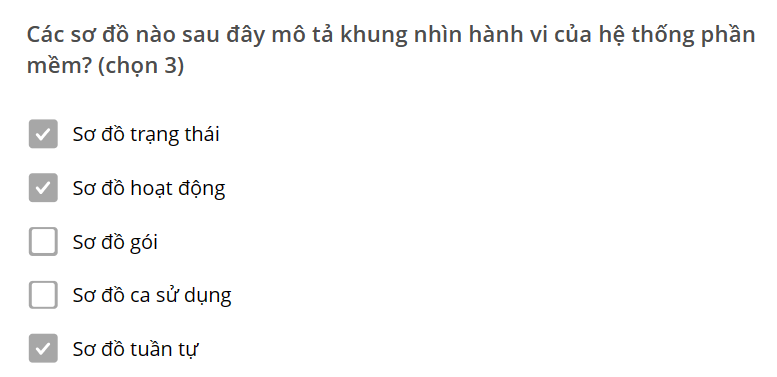 Các sơ đồ nào sau đây mô tả khung nhìn hành vi của hệ thống phần
mềm? (chọn 3)
Sơ đồ trạng thái
Sơ đồ hoạt động
Sơ đồ gói
Sơ đồ ca sử dụng
Sơ đồ tuần tự